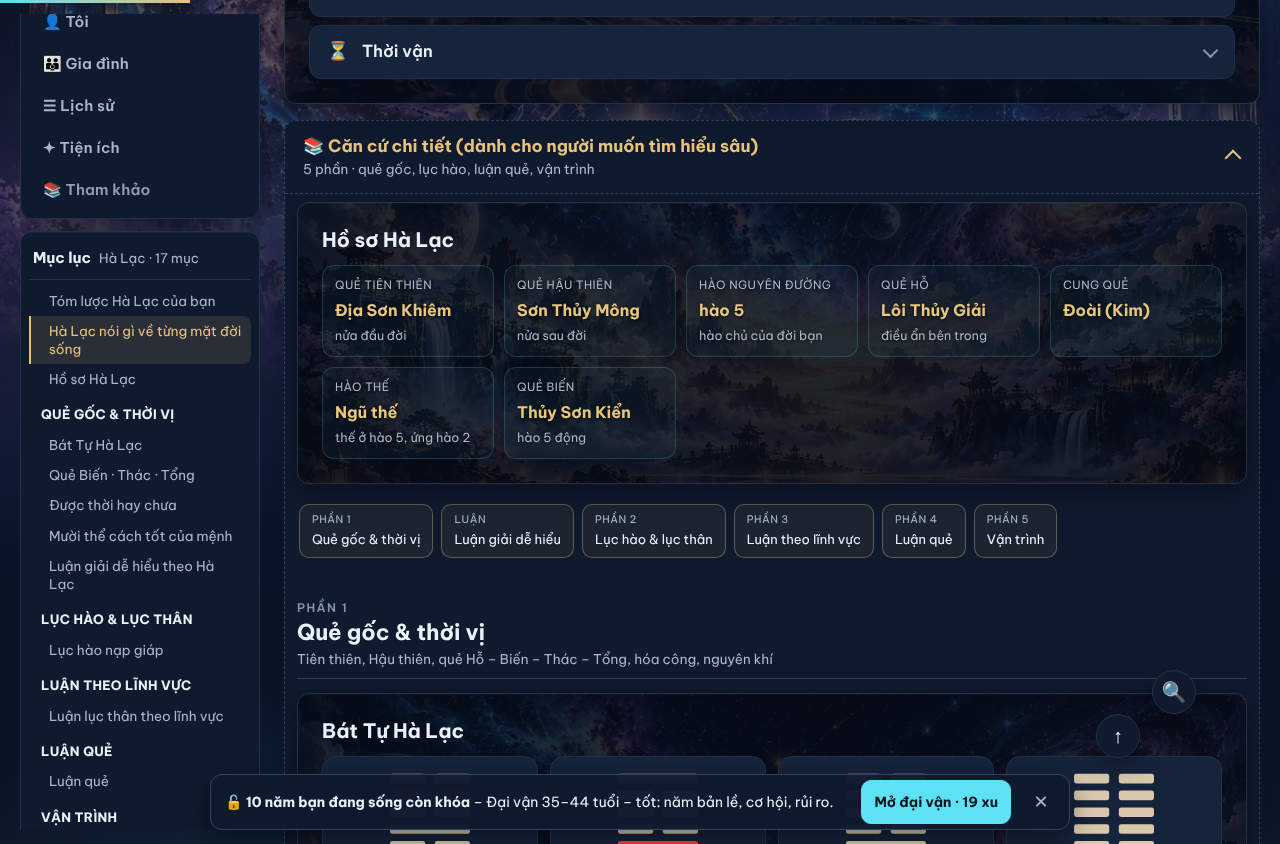 👤 Tôi
👪 Gia đình
☰ Lịch sử
✦ Tiện ích
📚 Tham khảo
Mục lục Hà Lạc · 17 mục
Tóm lược Hà Lạc của bạn
Hà Lạc nói gì về từng mặt đời
sống
Hồ sơ Hà Lạc
QUẺ GỐC & THỜI VỊ
Bát Tự Hà Lạc
Quẻ Biến · Thác · Tổng
Được thời hay chưa
Mười thể cách tốt của mệnh
Luận giải dễ hiểu theo Hà
Lạc
LỤC HÀO & LỤC THÂN
Lục hào nạp giáp
LUẬN THEO LĨNH VỰC
Luận lục thân theo lĩnh vực
LUẬN QUẺ
Luận quẻ
VẬN TRÌNH
⏳ Thời vận
📚 Căn cứ chi tiết (dành cho người muốn tìm hiểu sâu)
5 phần · quẻ gốc, lục hào, luận quẻ, vận trình
Hồ sơ Hà Lạc
QUẺ TIÊN THIÊN
Địa Sơn Khiêm
nửa đầu đời
QUẺ HẬU THIÊN
Sơn Thủy Mông
nửa sau đời
HÀO NGUYÊN ĐƯỜNG
hào 5
hào chủ của đời bạn
QUẺ HỖ
Lôi Thủy Giải
điều ẩn bên trong
CUNG QUẺ
Đoài (Kim)
HÀO THẾ
Ngũ thế
thế ở hào 5, ứng hào 2
QUẺ BIẾN
Thủy Sơn Kiển
hào 5 động
PHẦN 1
Quẻ gốc & thời vị
LUẬN
Luận giải dễ hiểu
PHẦN 2
Lục hào & lục thân
PHẦN 3
Luận theo lĩnh vực
PHẦN 4
Luận quẻ
PHẦN 5
Vận trình
PHẦN 1
Quẻ gốc & thời vị
Tiên thiên, Hậu thiên, quẻ Hỗ – Biến – Thác – Tổng, hóa công, nguyên khí
Bát Tự Hà Lạc
🔍
↑
🔓 10 năm bạn đang sống còn khóa – Đại vận 35–44 tuổi – tốt: năm bản lề, cơ hội, rủi ro.
Mở đại vận · 19 xu
✕